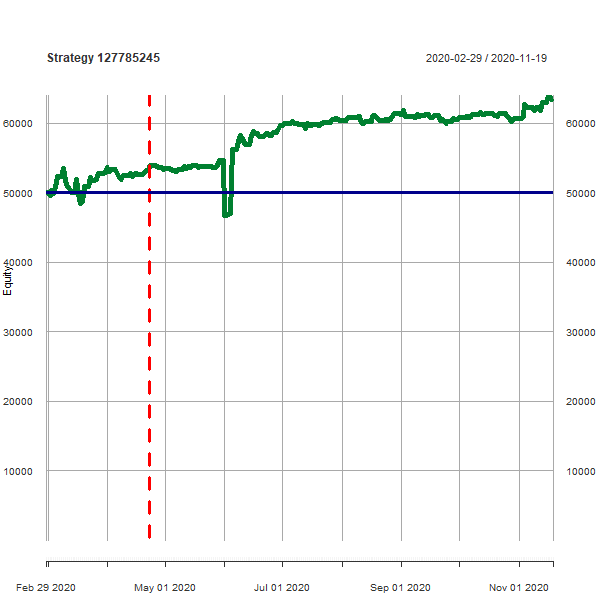 Strategy 127785245
2020-02-29 / 2020-11-19
60000
60000
50000
50000
40000
40000
Equity
30000
30000
20000
20000
10000
10000
Feb 29 2020
May 01 2020
Jul 01 2020
Sep 01 2020
Nov 01 2020